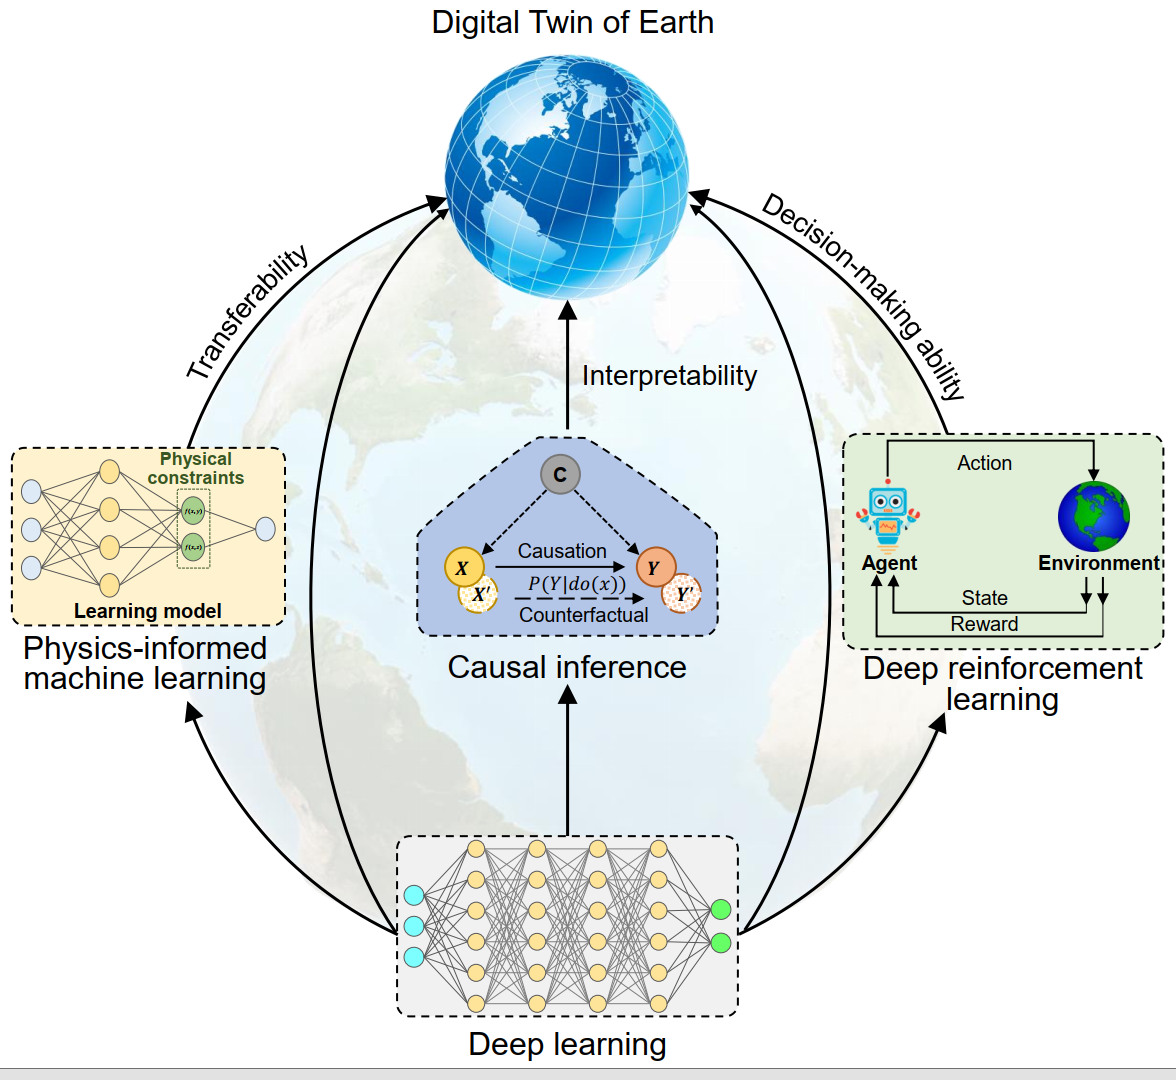 Digital Twin of Earth
Transferability
Decision-making ability
Interpretability
Physical
constraints
f(x,y)
Learning model
Physics-informed
machine learning
C
X
X′
Causation
P(Y|do(x))
Counterfactual
Y
Y′
Causal inference
Action
Agent
Environment
State
Reward
Deep reinforcement
learning
Deep learning